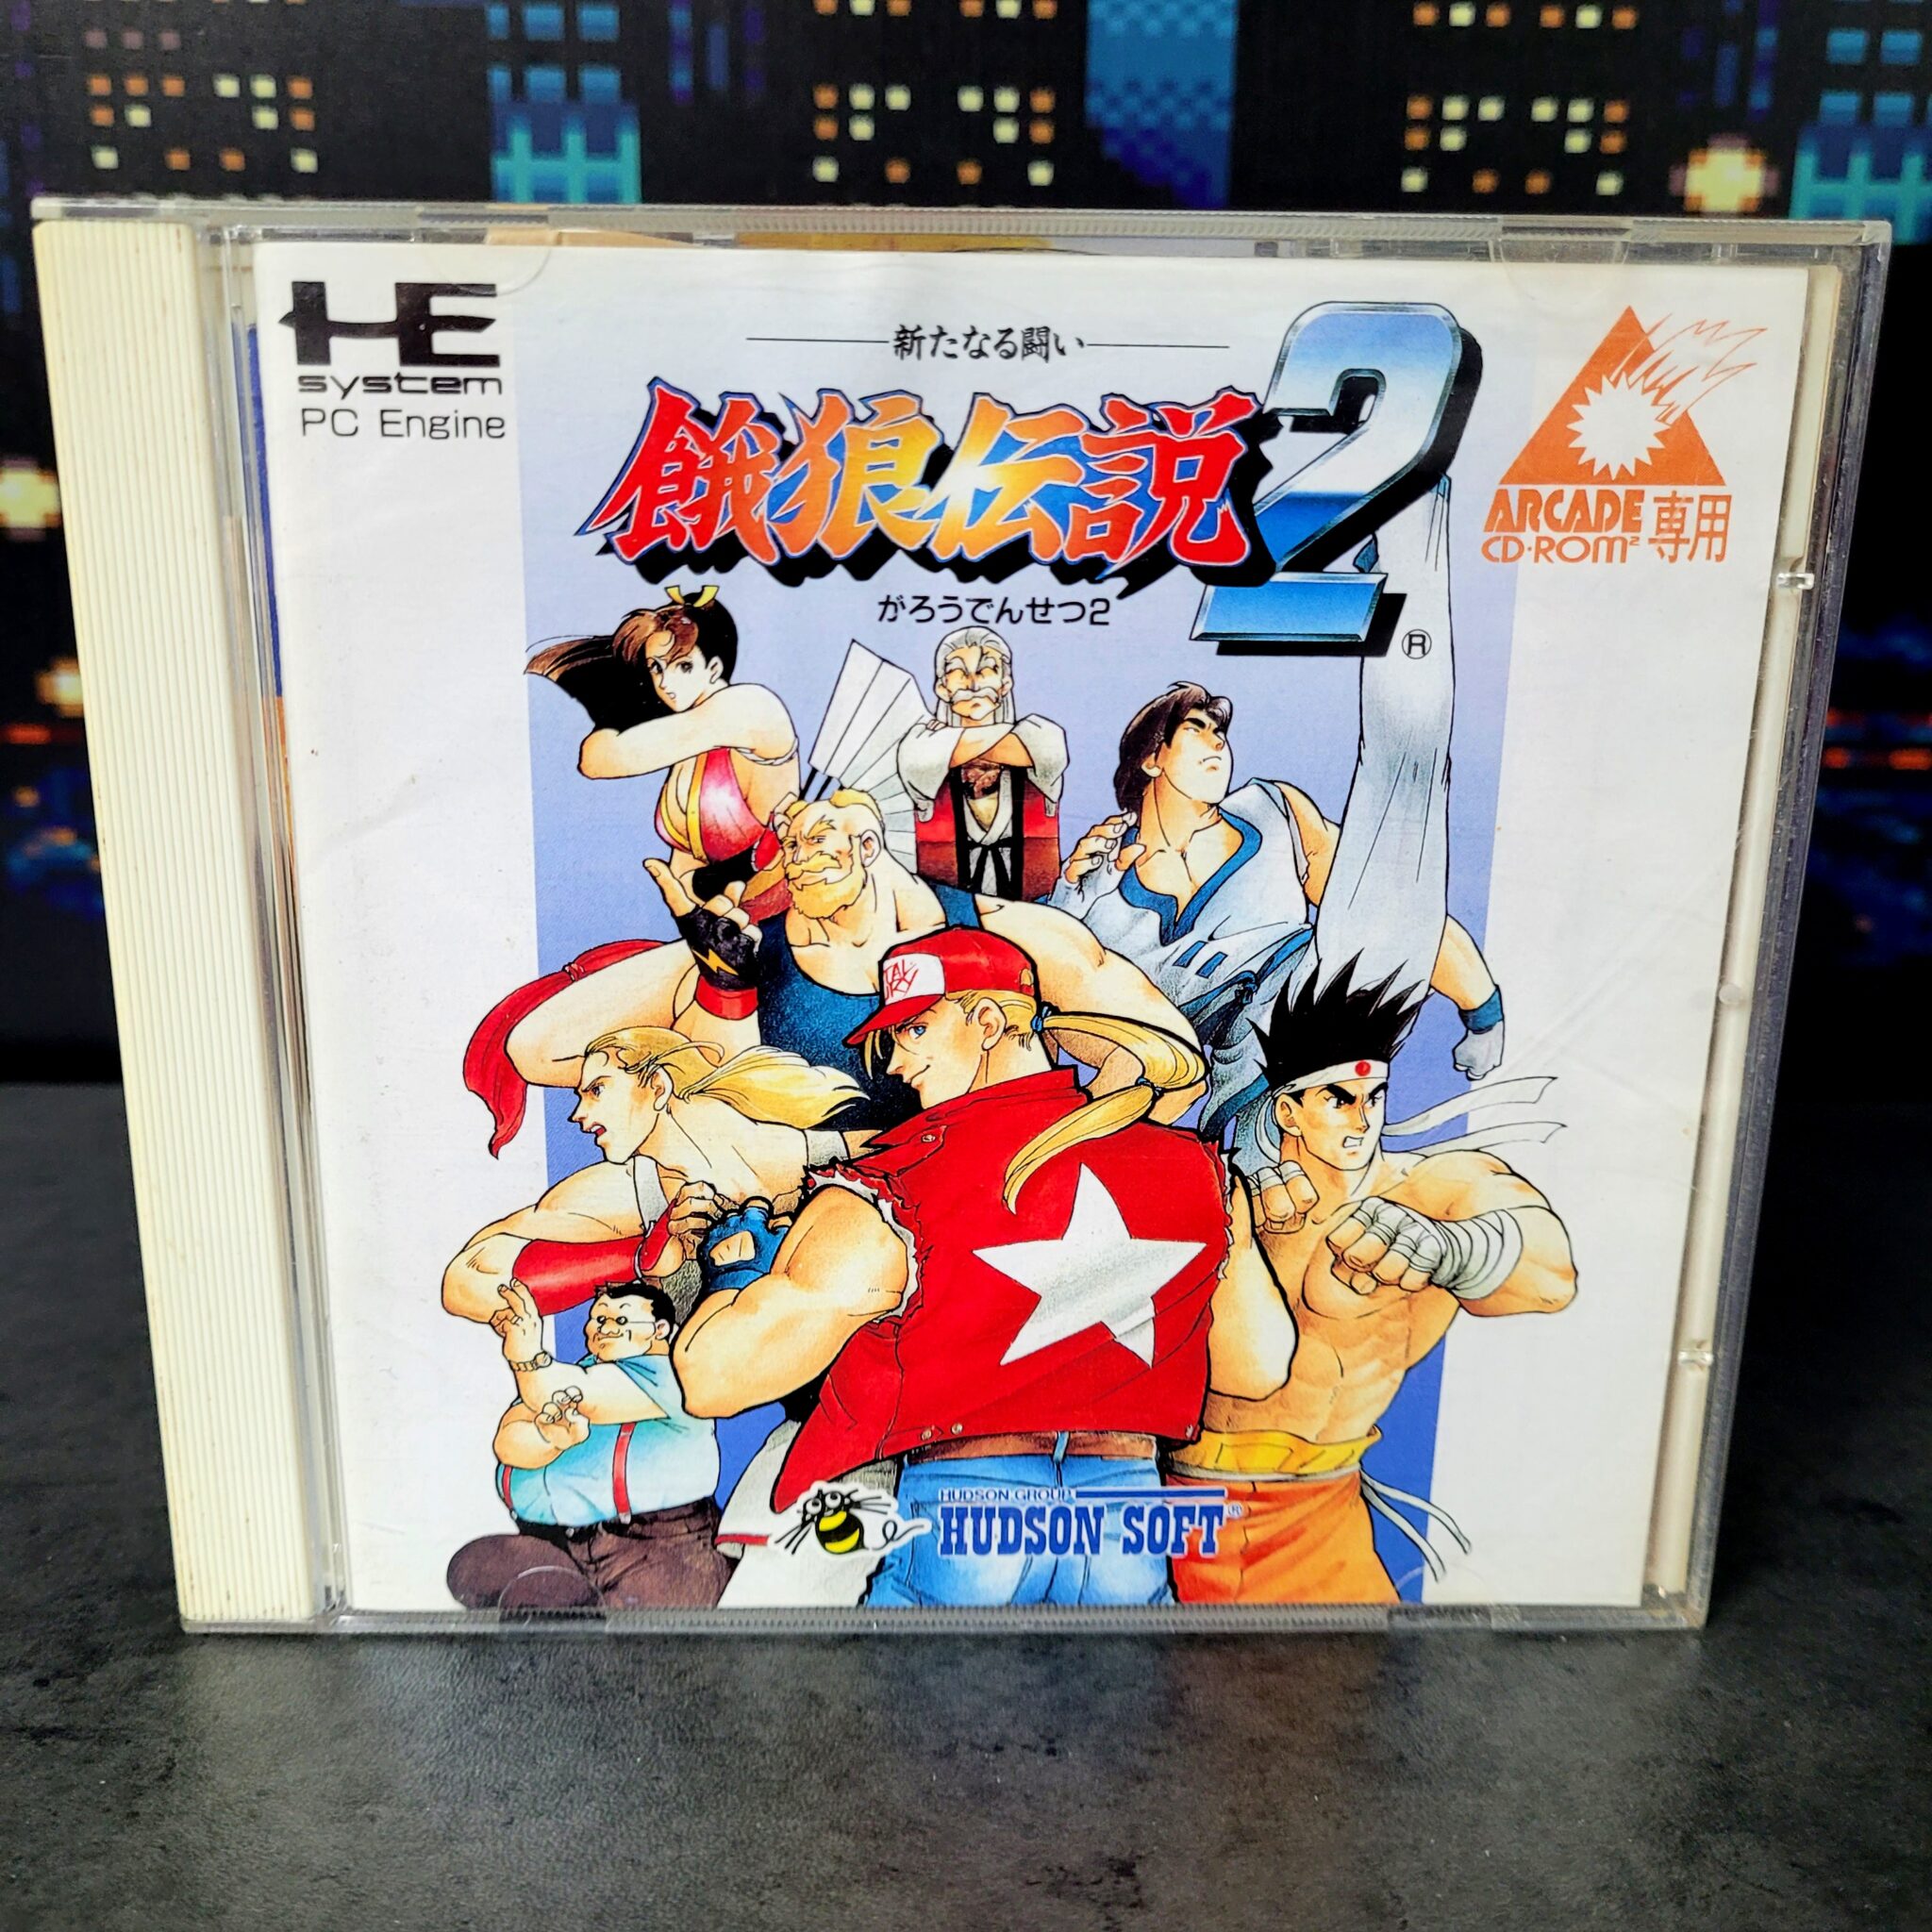 HE
system
PC Engine
新たなる闘い
餓狼伝説2
がろうでんせつ2
®
ARCADE
CD・ROM² 専用
HUDSON GROUP
HUDSON SOFT®